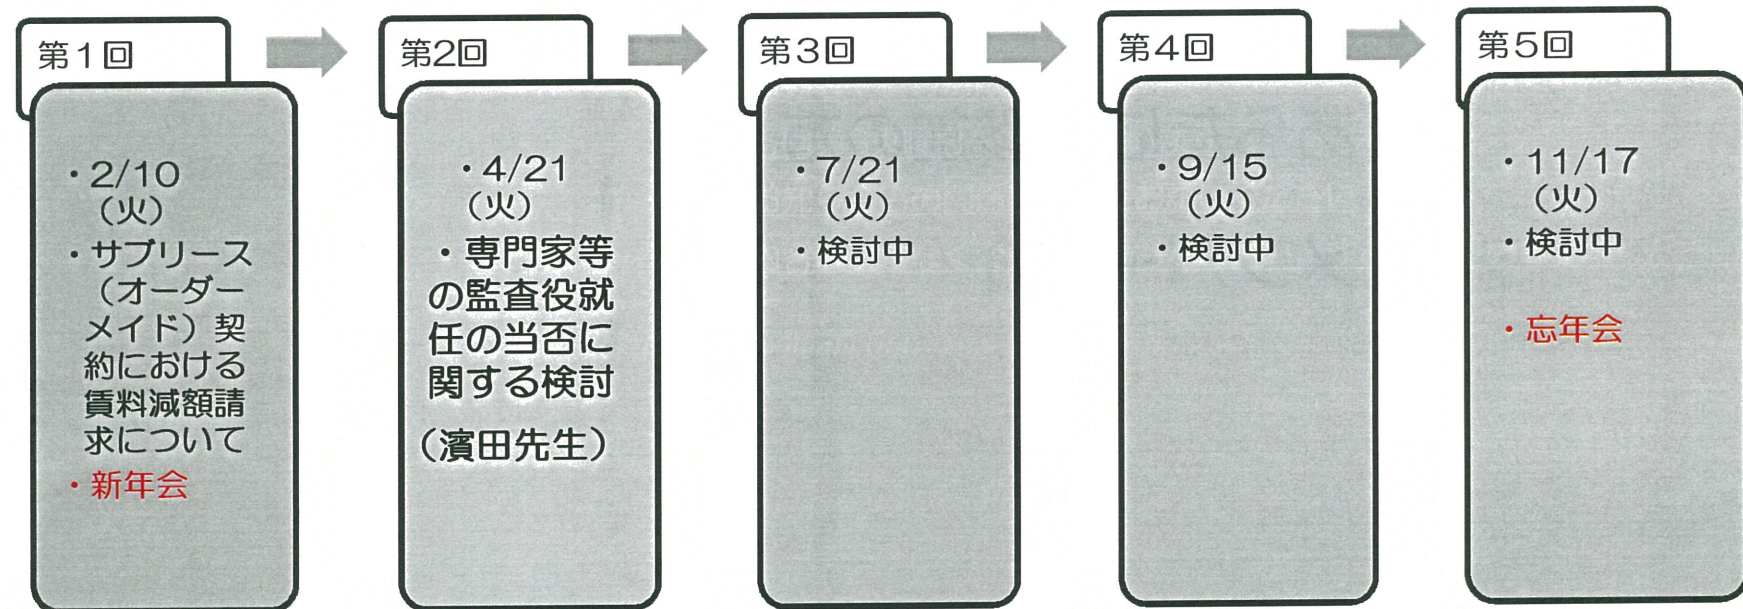 第1回
・2/10
（火）
・サブリース
（オーダー
メイド）契
約における
賃料減額請
求について
・新年会
第2回
・4/21
（火）
・専門家等
の監査役就
任の当否に
関する検討
（濱田先生）
第3回
・7/21
（火）
・検討中
第4回
・9/15
（火）
・検討中
第5回
・11/17
（火）
・検討中
・忘年会